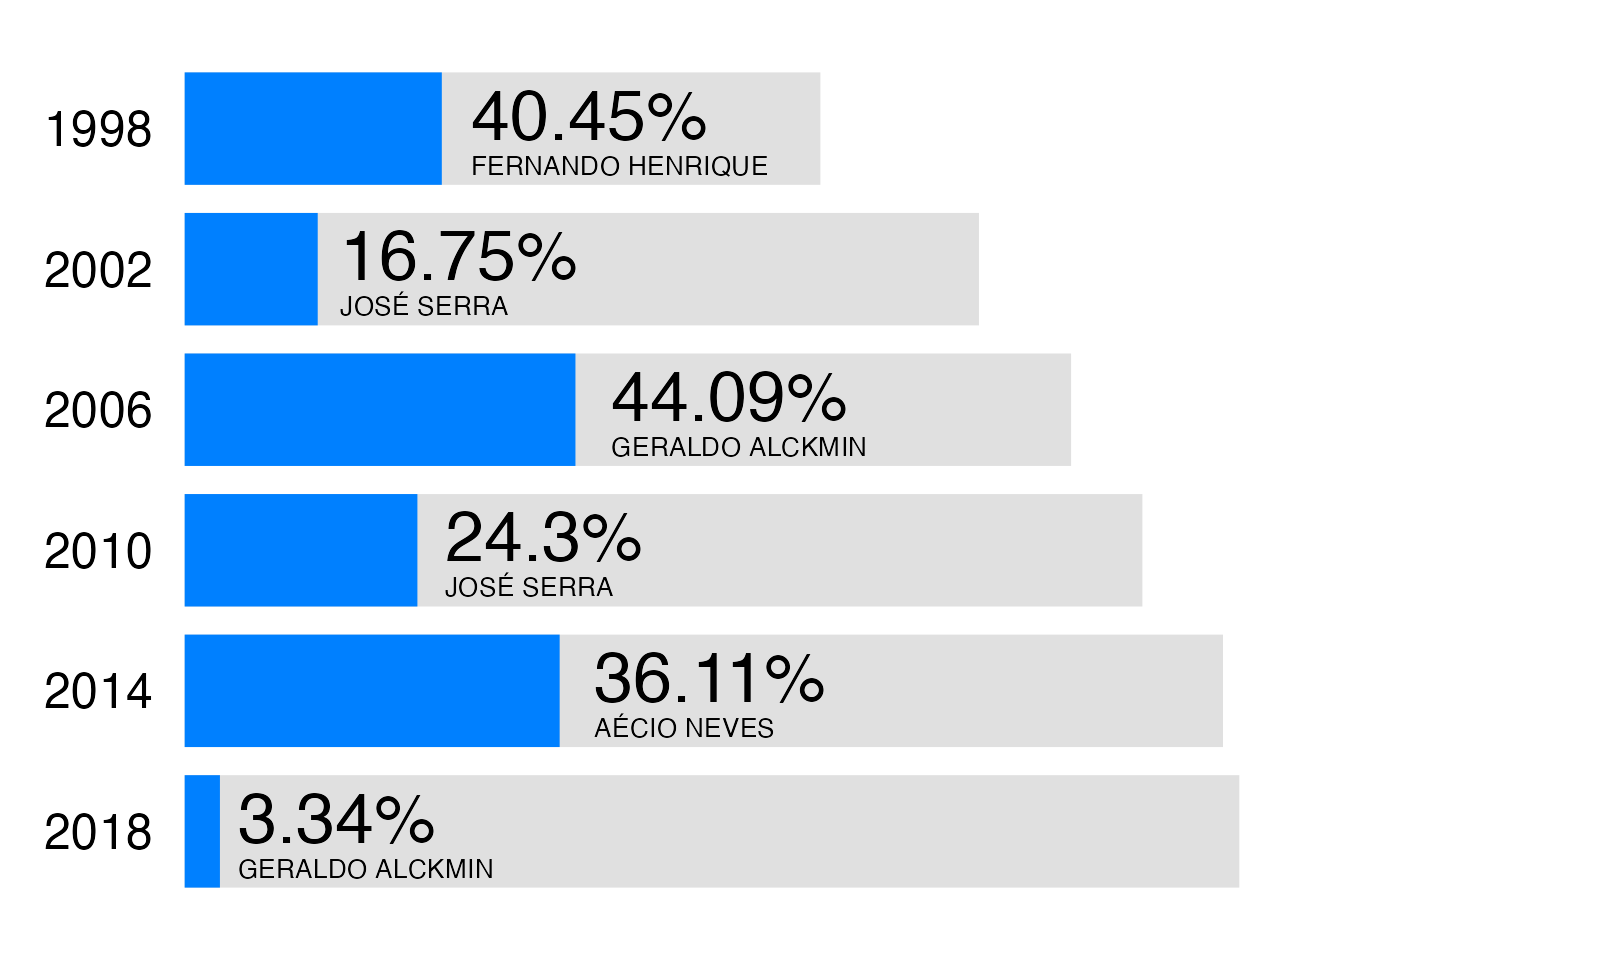 1998
40.45%
FERNANDO HENRIQUE
2002
16.75%
JOSÉ SERRA
2006
44.09%
GERALDO ALCKMIN
2010
24.3%
JOSÉ SERRA
2014
36.11%
AÉCIO NEVES
2018
3.34%
GERALDO ALCKMIN